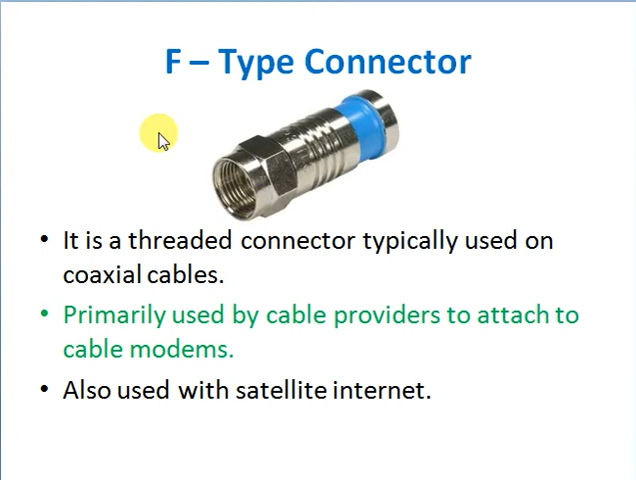 F – Type Connector
• It is a threaded connector typically used on
coaxial cables.
• Primarily used by cable providers to attach to
cable modems.
• Also used with satellite internet.